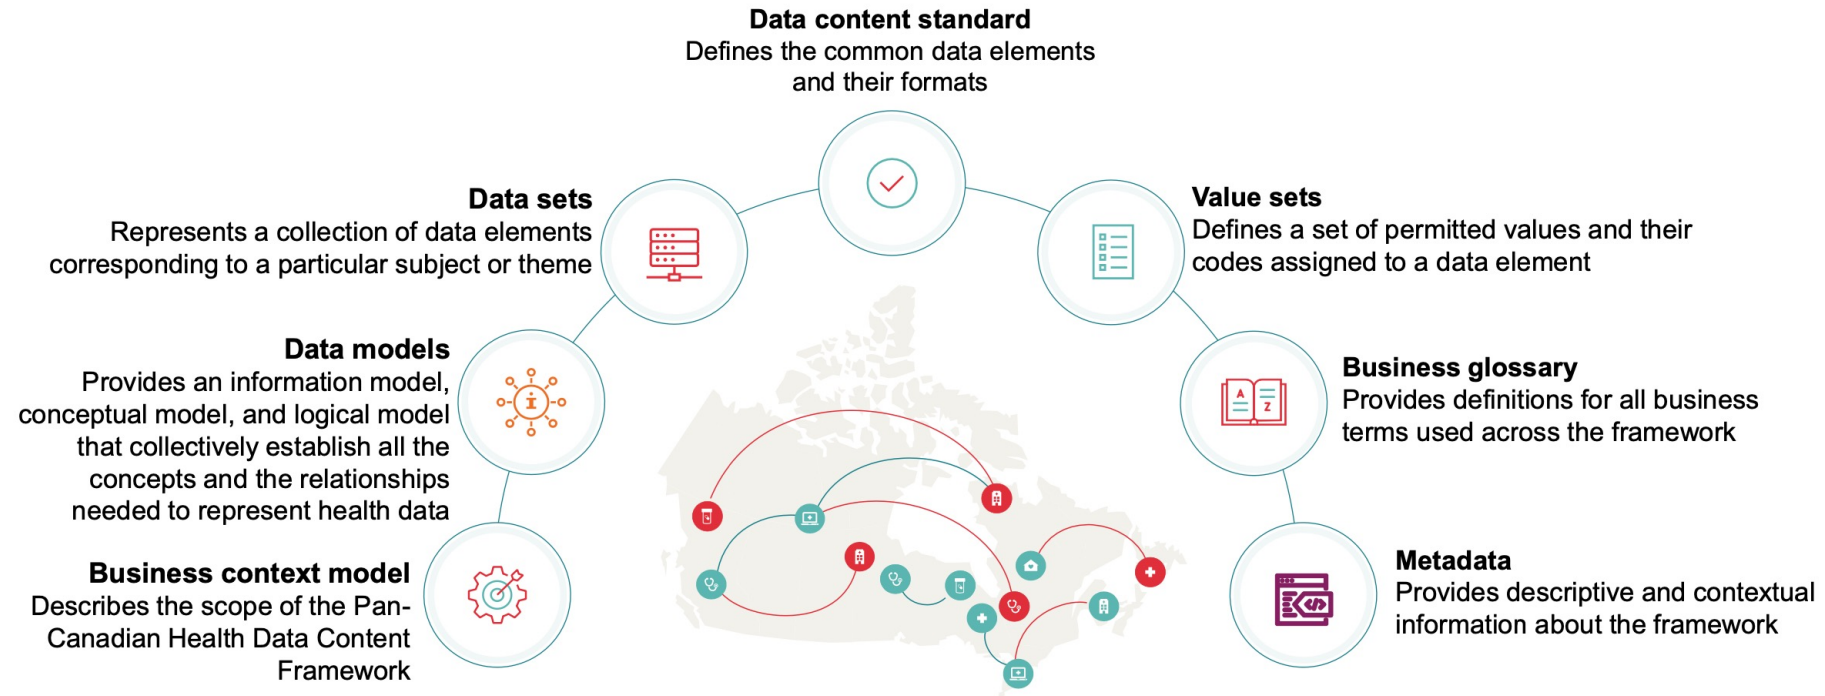 Data content standard
Defines the common data elements
and their formats
Data sets
Represents a collection of data elements
corresponding to a particular subject or theme
Value sets
Defines a set of permitted values and their
codes assigned to a data element
Data models
Provides an information model,
conceptual model, and logical model
that collectively establish all the
concepts and the relationships
needed to represent health data
Business glossary
Provides definitions for all business
terms used across the framework
A
Z
Business context model
Describes the scope of the Pan-
Canadian Health Data Content
Framework
Metadata
Provides descriptive and contextual
information about the framework